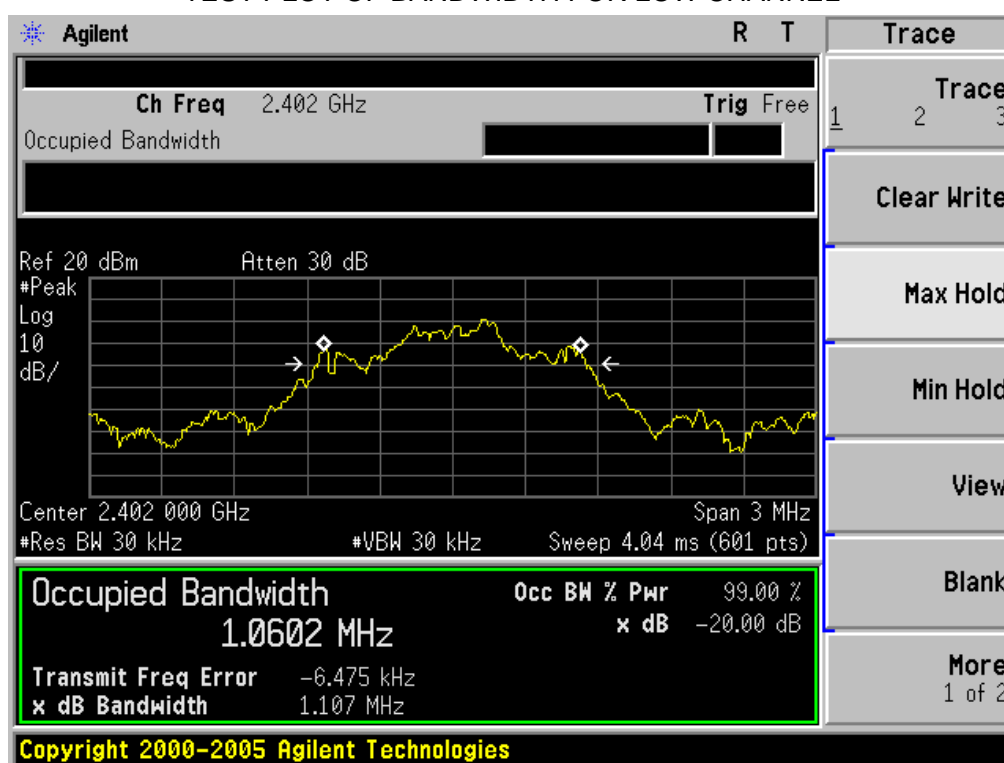 Agilent R T Trace
Ch Freq 2.402 GHz Trig Free
Occupied Bandwidth
Trace
1 2 3
Clear Write
Max Hold
Min Hold
View
Blank
More
1 of 2
Ref 20 dBm Atten 30 dB
#Peak
Log
10
dB/
Center 2.402 000 GHz Span 3 MHz
#Res BW 30 kHz #VBW 30 kHz Sweep 4.04 ms (601 pts)
Occupied Bandwidth Occ BW % Pwr 99.00 %
1.0602 MHz x dB -20.00 dB
Transmit Freq Error -6.475 kHz
x dB Bandwidth 1.107 MHz
Copyright 2000-2005 Agilent Technologies